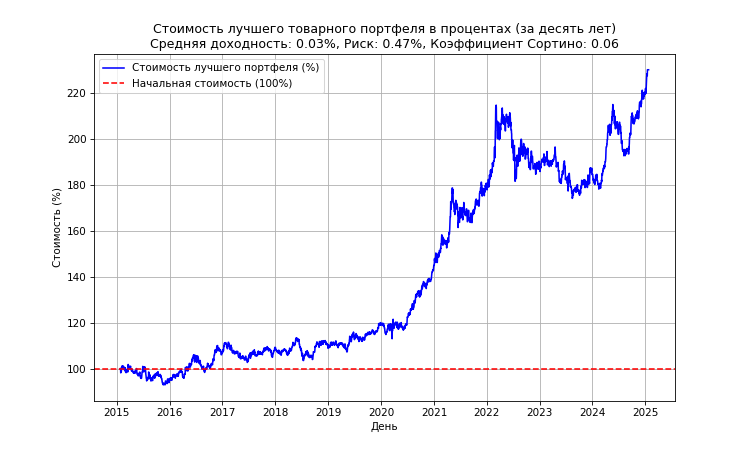 Стоимость лучшего товарного портфеля в процентах (за десять лет)
Средняя доходность: 0.03%, Риск: 0.47%, Коэффициент Сортино: 0.06
Стоимость лучшего портфеля (%)
Начальная стоимость (100%)
Стоимость (%)
220
200
180
160
140
120
100
2015 2016 2017 2018 2019 2020 2021 2022 2023 2024 2025
День